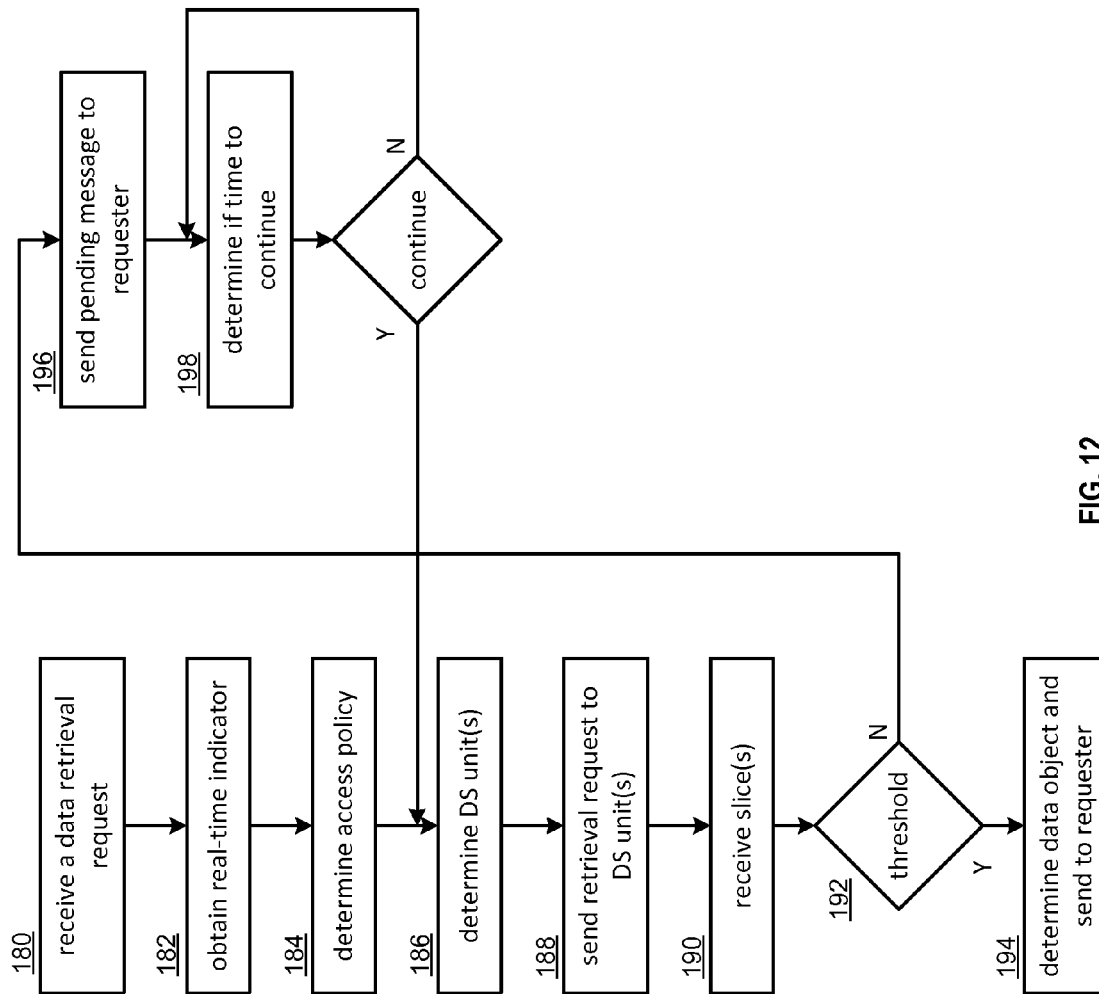 180
receive a data retrieval
request
182
obtain real-time indicator
184
determine access policy
186
determine DS unit(s)
188
send retrieval request to
DS unit(s)
190
receive slice(s)
192
threshold
N
Y
194
determine data object and
send to requester
196
send pending message to
requester
198
determine if time to
continue
continue
Y
N
FIG. 12